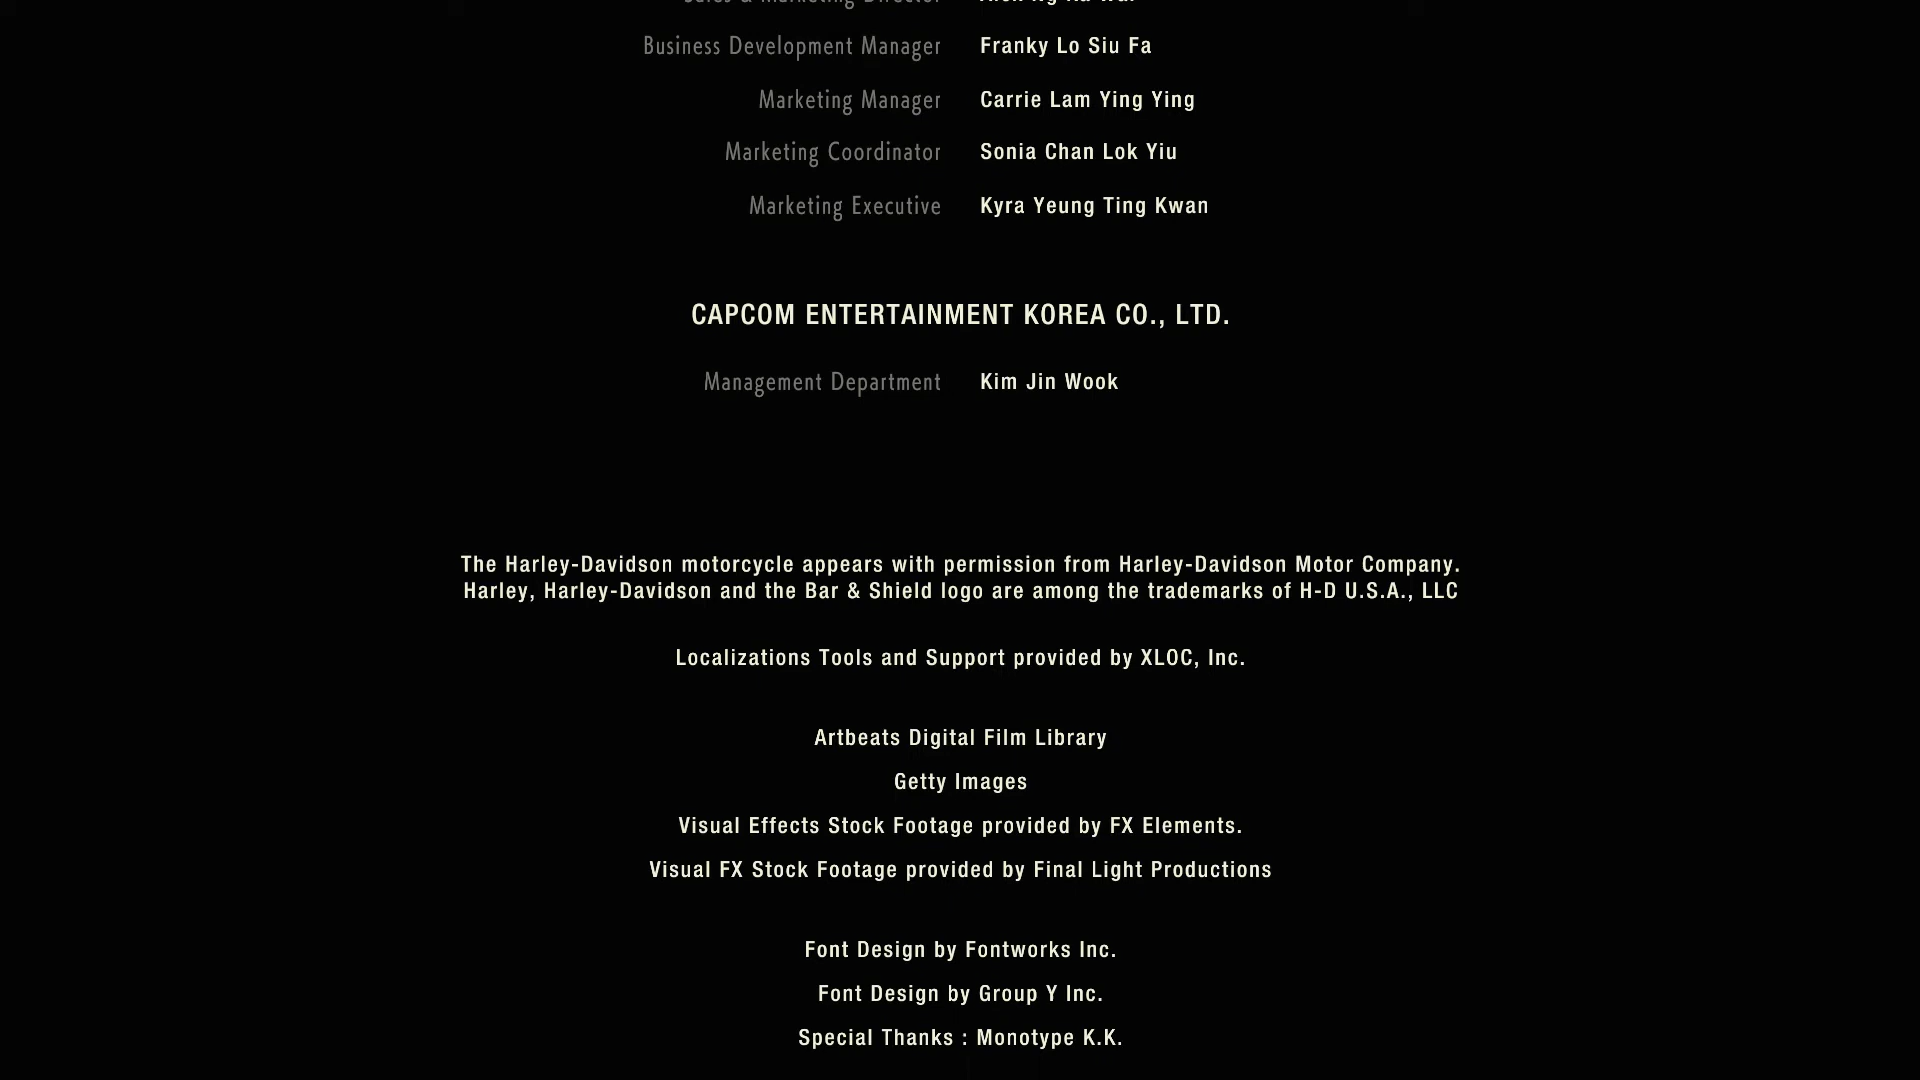 Sales & Marketing Director
Business Development Manager Franky Lo Siu Fa
Marketing Manager Carrie Lam Ying Ying
Marketing Coordinator Sonia Chan Lok Yiu
Marketing Executive Kyra Yeung Ting Kwan
CAPCOM ENTERTAINMENT KOREA CO., LTD.
Management Department Kim Jin Wook
The Harley-Davidson motorcycle appears with permission from Harley-Davidson Motor Company.
Harley, Harley-Davidson and the Bar & Shield logo are among the trademarks of H-D U.S.A., LLC
Localizations Tools and Support provided by XLOC, Inc.
Artbeats Digital Film Library
Getty Images
Visual Effects Stock Footage provided by FX Elements.
Visual FX Stock Footage provided by Final Light Productions
Font Design by Fontworks Inc.
Font Design by Group Y Inc.
Special Thanks : Monotype K.K.